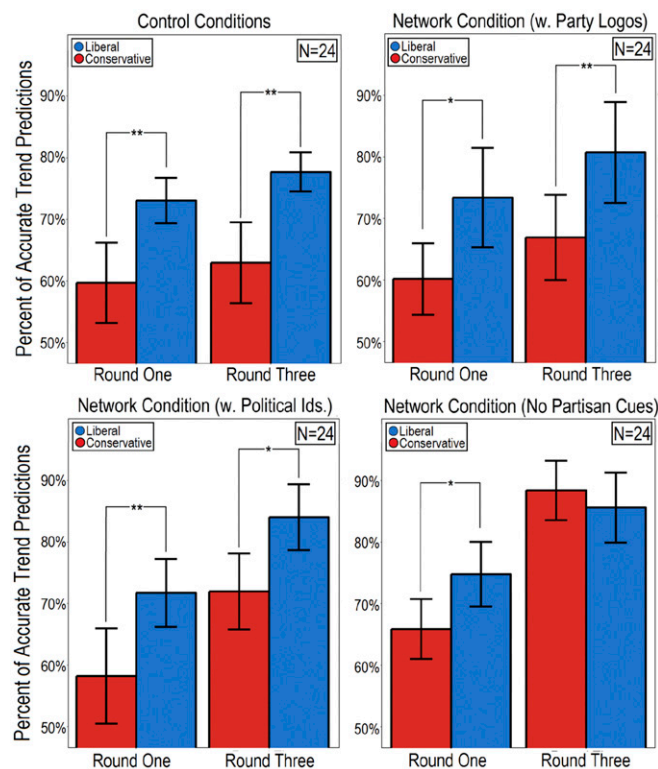 Control Conditions
Network Condition (w. Party Logos)
Liberal
Conservative
N=24
Liberal
Conservative
N=24
Percent of Accurate Trend Predictions
90%
80%
70%
60%
50%
**
**
90%
80%
70%
60%
50%
*
**
Round One
Round Three
Round One
Round Three
Network Condition (w. Political Ids.)
Network Condition (No Partisan Cues)
Liberal
Conservative
N=24
Liberal
Conservative
N=24
Percent of Accurate Trend Predictions
90%
80%
70%
60%
50%
**
*
90%
80%
70%
60%
50%
*
Round One
Round Three
Round One
Round Three